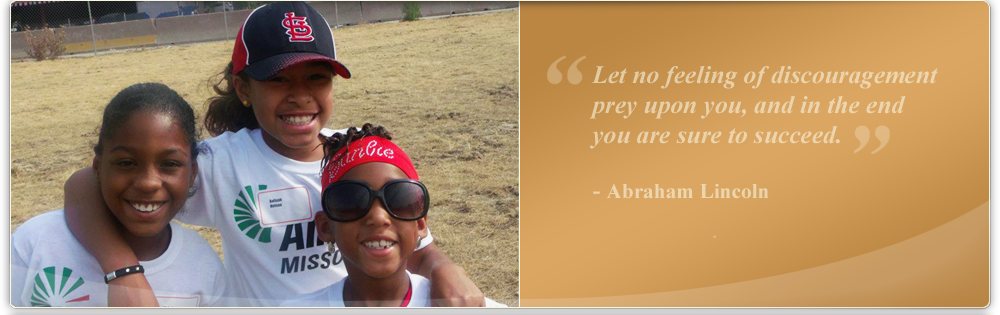 STL
Barbie
MISSO
“ Let no feeling of discouragement
prey upon you, and in the end
you are sure to succeed. ”
- Abraham Lincoln